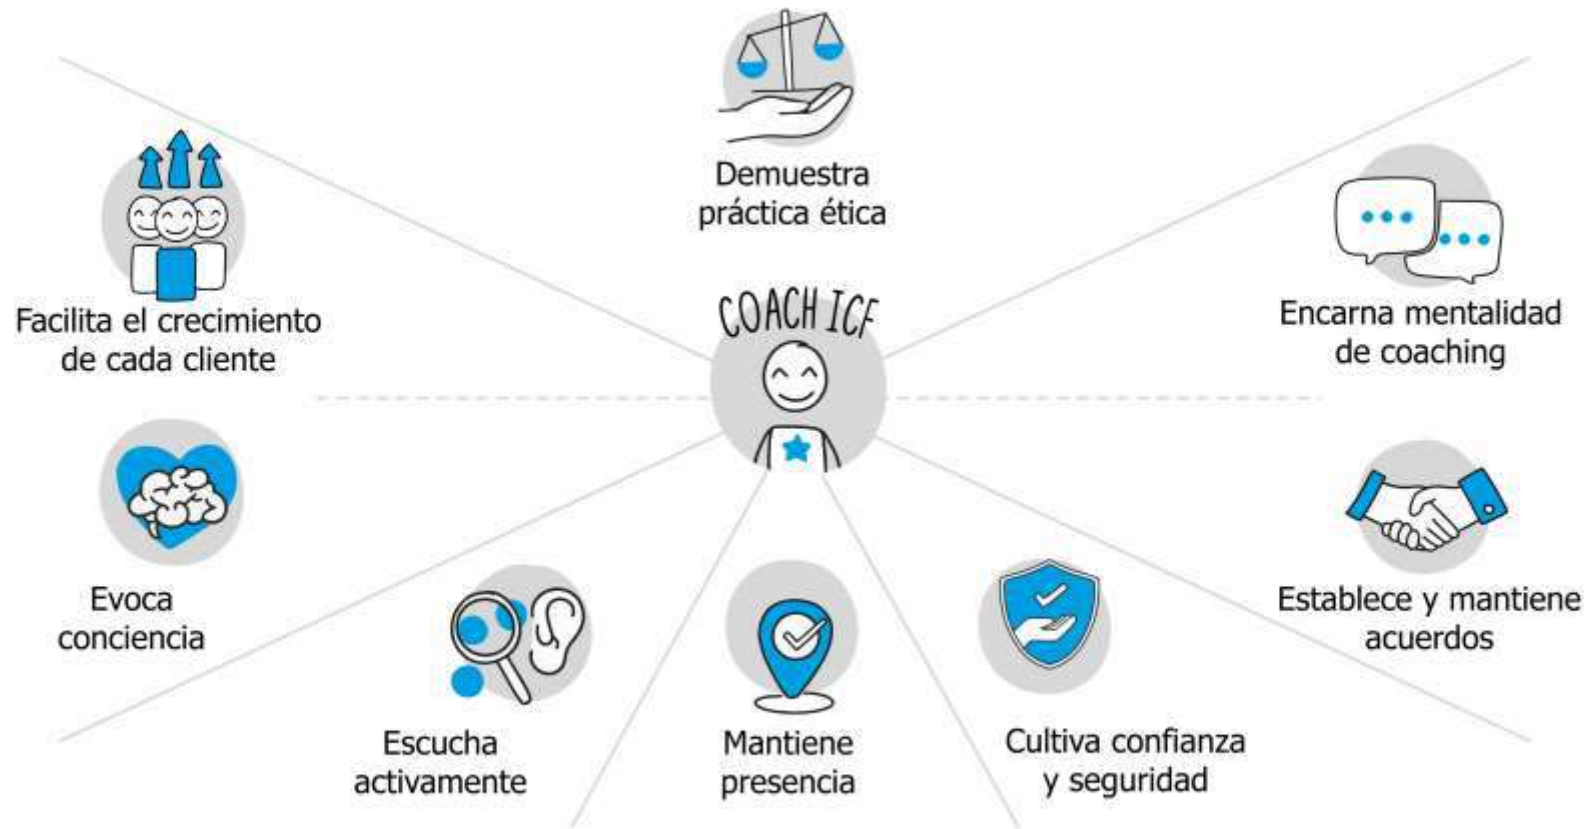 Demuestra
práctica ética
Encarna mentalidad
de coaching
Establece y mantiene
acuerdos
Cultiva confianza
y seguridad
Mantiene
presencia
Escucha
activamente
Evoca
conciencia
Facilita el crecimiento
de cada cliente
COACH ICF